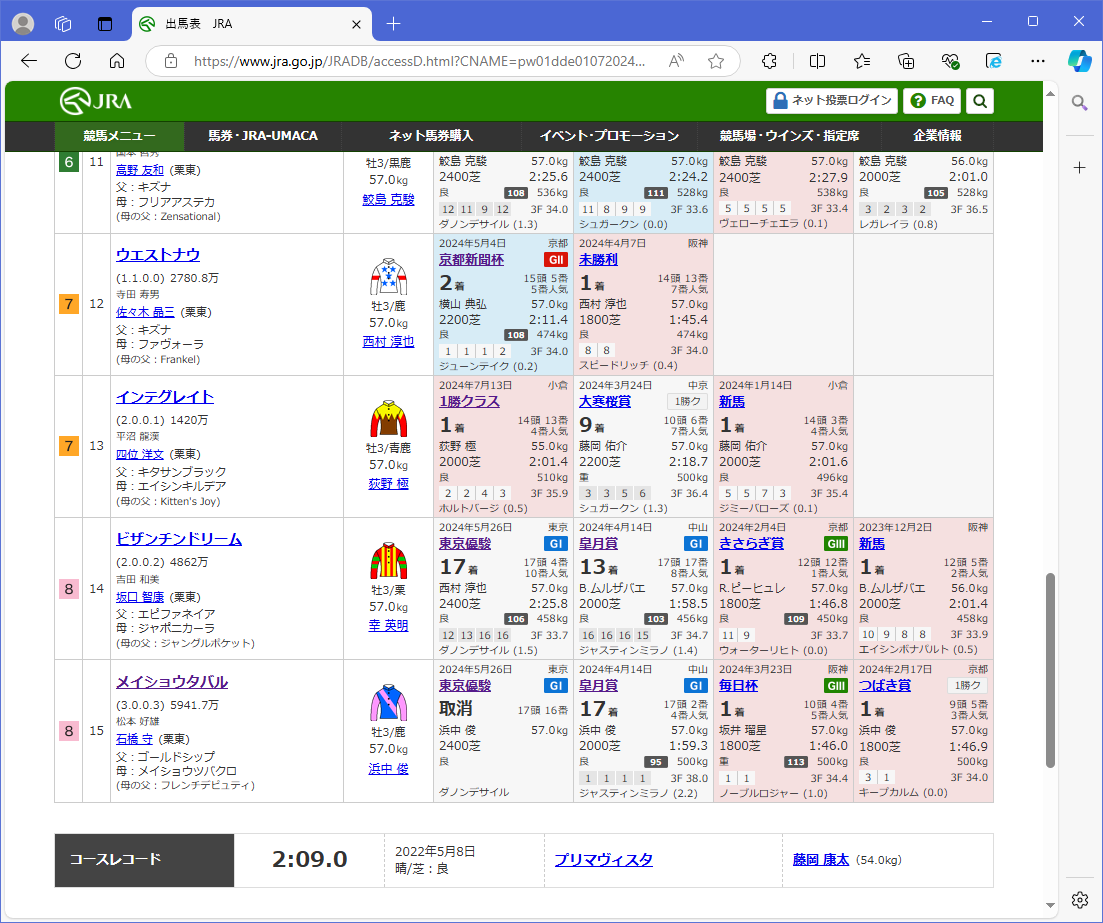 出馬表 JRA
https://www.jra.go.jp/JRADB/accessD.html?CNAME=pw01dde01072024...
JRA
ネット投票ログイン
FAQ
競馬メニュー
馬券・JRA-UMACA
ネット馬券購入
イベント・プロモーション
競馬場・ウインズ・指定席
企業情報
6
11
高野 友和 (栗東)
父：キズナ
母：フリアアステカ
(母の父：Zensational)
牡3/黒鹿
57.0kg
鮫島 克駿
鮫島 克駿 57.0kg
2400芝 2:25.6
良 108 536kg
12 11 9 12 3F 34.0
ダノンデサイル (1.3)
鮫島 克駿 57.0kg
2400芝 2:24.2
良 111 528kg
11 8 9 9 3F 33.6
シュガークン (0.0)
鮫島 克駿 57.0kg
2400芝 2:27.9
良 538kg
5 5 5 5 3F 33.4
ヴェローチェエラ (0.1)
鮫島 克駿 56.0kg
2000芝 2:01.0
良 105 528kg
3 2 3 2 3F 36.5
レガレイラ (0.8)
7
12
ウエストナウ
(1.1.0.0) 2780.8万
寺田 寿男
佐々木 晶三 (栗東)
父：キズナ
母：ファヴォーラ
(母の父：Frankel)
牡3/鹿
57.0kg
西村 淳也
2024年5月4日 京都
京都新聞杯 GII
2着 15頭 5番
5番人気
横山 典弘 57.0kg
2200芝 2:11.4
良 108 474kg
1 1 1 2 3F 34.0
ジューンテイク (0.2)
2024年4月7日 阪神
未勝利
1着 14頭 13番
7番人気
西村 淳也 57.0kg
1800芝 1:45.4
良 474kg
8 8 3F 34.0
スピードリッチ (0.4)
7
13
インテグレイト
(2.0.0.1) 1420万
平沼 龍漢
四位 洋文 (栗東)
父：キタサンブラック
母：エイシンキルデア
(母の父：Kitten's Joy)
牡3/青鹿
57.0kg
荻野 極
2024年7月13日 小倉
1勝クラス
1着 14頭 13番
4番人気
荻野 極 55.0kg
2000芝 2:01.4
良 510kg
2 2 4 3 3F 35.9
ホルトバージ (0.5)
2024年3月24日 中京
大寒桜賞 1勝ク
9着 10頭 6番
7番人気
藤岡 佑介 57.0kg
2200芝 2:18.7
重 500kg
3 3 5 6 3F 36.4
シュガークン (1.3)
2024年1月14日 小倉
新馬
1着 14頭 3番
4番人気
藤岡 佑介 57.0kg
2000芝 2:01.6
良 496kg
5 5 7 3 3F 35.4
ジミーバローズ (0.1)
8
14
ビザンチンドリーム
(2.0.0.2) 4862万
吉田 和美
坂口 智康 (栗東)
父：エピファネイア
母：ジャポニカーラ
(母の父：ジャングルポケット)
牡3/栗
57.0kg
幸 英明
2024年5月26日 東京
東京優駿 GI
17着 17頭 4番
10番人気
西村 淳也 57.0kg
2400芝 2:25.8
良 106 458kg
12 13 16 16 3F 33.7
ダノンデサイル (1.5)
2024年4月14日 中山
皐月賞 GI
13着 17頭 17番
8番人気
B.ムルザバエ 57.0kg
2000芝 1:58.5
良 103 456kg
16 16 16 15 3F 34.7
ジャスティンミラノ (1.4)
2024年2月4日 京都
きさらぎ賞 GIII
1着 12頭 12番
1番人気
R.ピーヒュレ 57.0kg
1800芝 1:46.8
良 109 450kg
11 9 3F 33.7
ウォーターリヒト (0.0)
2023年12月2日 阪神
新馬
1着 12頭 5番
2番人気
B.ムルザバエ 56.0kg
2000芝 2:01.4
良 458kg
10 9 8 8 3F 33.9
エイシンボナパルト (0.5)
8
15
メイショウタバル
(3.0.0.3) 5941.7万
松本 好雄
石橋 守 (栗東)
父：ゴールドシップ
母：メイショウツバクロ
(母の父：フレンチデピュティ)
牡3/鹿
57.0kg
浜中 俊
2024年5月26日 東京
東京優駿 GI
取消 17頭 16番
浜中 俊 57.0kg
2400芝
良
ダノンデサイル
2024年4月14日 中山
皐月賞 GI
17着 17頭 2番
4番人気
浜中 俊 57.0kg
2000芝 1:59.3
良 95 500kg
1 1 1 1 3F 38.0
ジャスティンミラノ (2.2)
2024年3月23日 阪神
毎日杯 GIII
1着 10頭 4番
5番人気
坂井 瑠星 57.0kg
1800芝 1:46.0
重 113 500kg
1 1 3F 34.4
ノーブルロジャー (1.0)
2024年2月17日 京都
つばき賞 1勝ク
1着 9頭 5番
3番人気
浜中 俊 57.0kg
1800芝 1:46.9
良 500kg
3 1 3F 34.0
キープカルム (0.0)
コースレコード
2:09.0
2022年5月8日
晴/芝：良
プリマヴィスタ
藤岡 康太 (54.0kg)